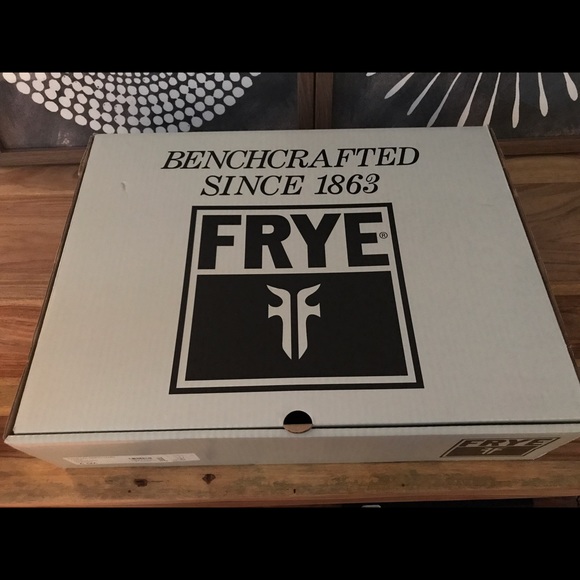 BENCHCRAFTED
SINCE 1863
FRYE®
FRYE